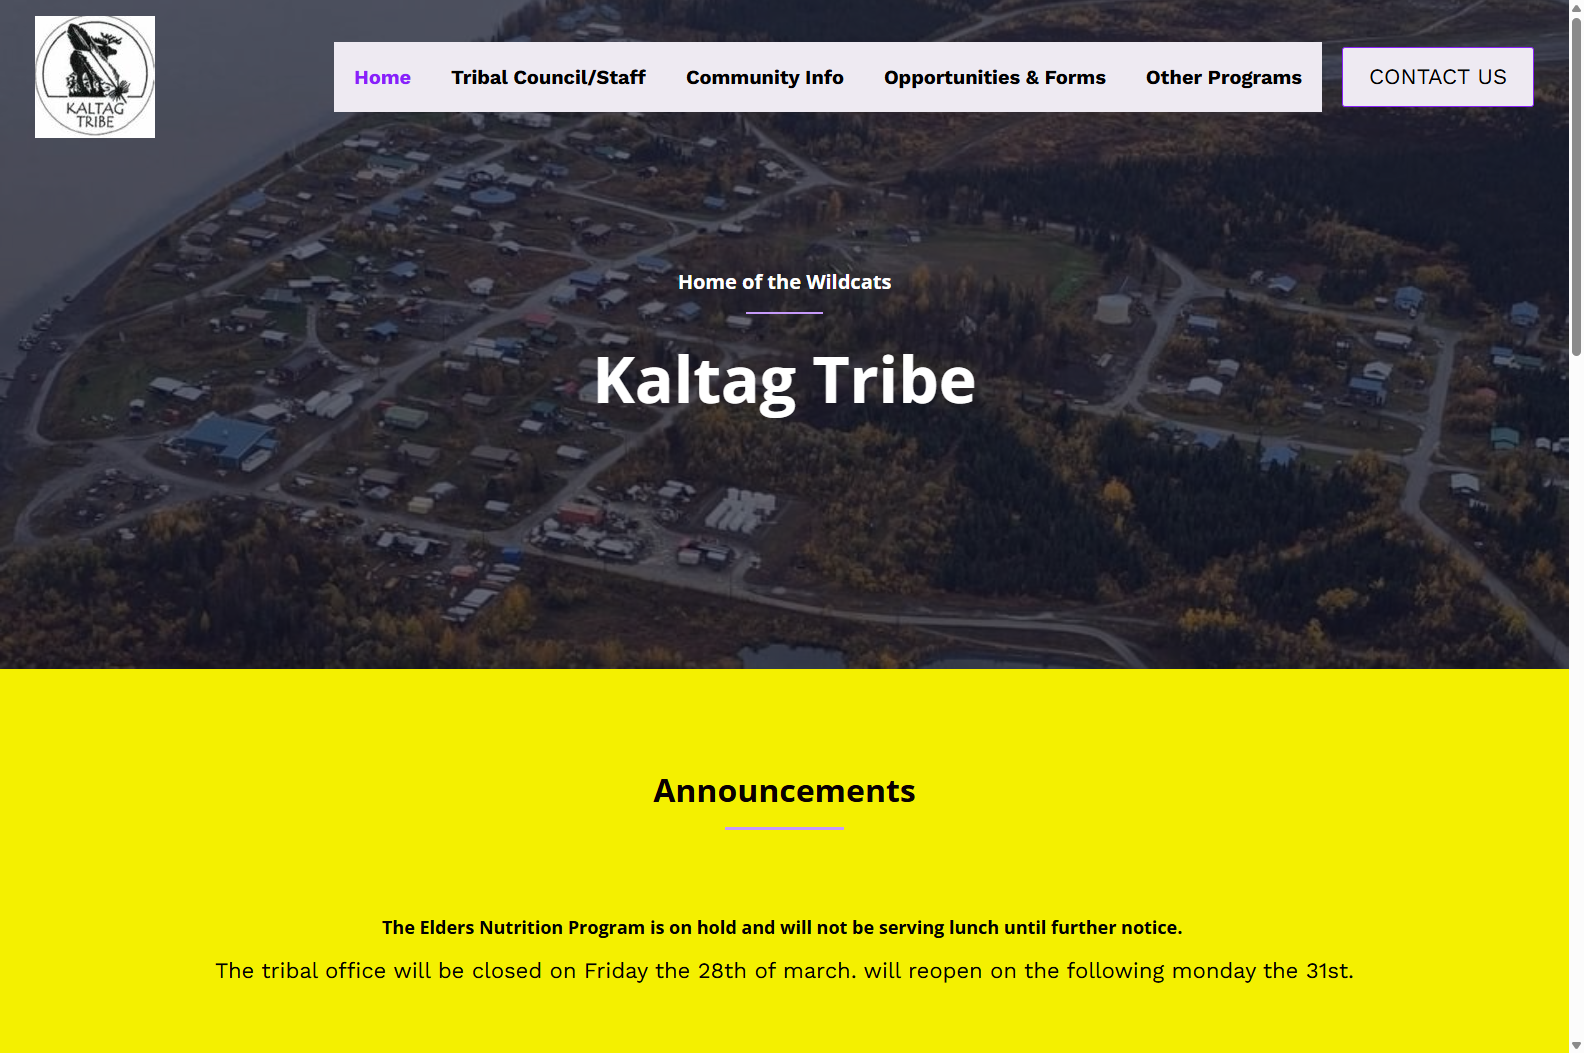 KALTAG
TRIBE
Home
Tribal Council/Staff
Community Info
Opportunities & Forms
Other Programs
CONTACT US
Home of the Wildcats
Kaltag Tribe
Announcements
The Elders Nutrition Program is on hold and will not be serving lunch until further notice.
The tribal office will be closed on Friday the 28th of march. will reopen on the following monday the 31st.